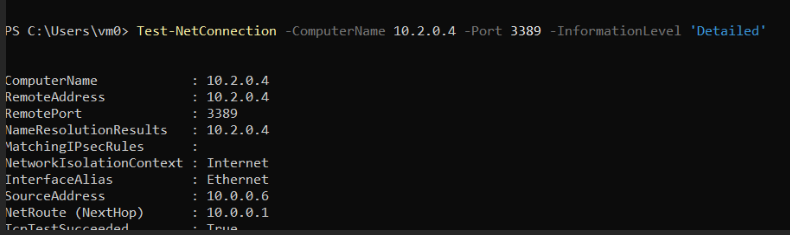 PS C:\Users\vm0> Test-NetConnection -ComputerName 10.2.0.4 -Port 3389 -InformationLevel 'Detailed'
ComputerName : 10.2.0.4
RemoteAddress : 10.2.0.4
RemotePort : 3389
NameResolutionResults : 10.2.0.4
MatchingIPsecRules :
NetworkIsolationContext : Internet
InterfaceAlias : Ethernet
SourceAddress : 10.0.0.6
NetRoute (NextHop) : 10.0.0.1
TcpTestSucceeded : True